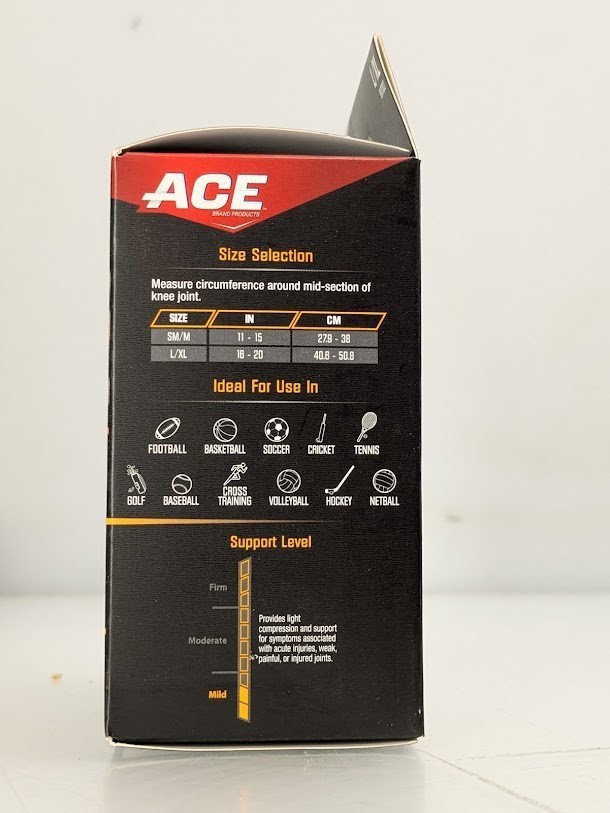 ACE
BRAND PRODUCTS
Size Selection
Measure circumference around mid-section of
knee joint.
SIZE IN CM
SM/M 11 - 15 27.9 - 38
L/XL 16 - 20 40.6 - 50.8
Ideal For Use In
FOOTBALL BASKETBALL SOCCER CRICKET TENNIS
GOLF BASEBALL CROSS TRAINING VOLLEYBALL HOCKEY NETBALL
Support Level
Firm
Moderate
Mild
Provides light
compression and support
for symptoms associated
with acute injuries, weak,
painful, or injured joints.